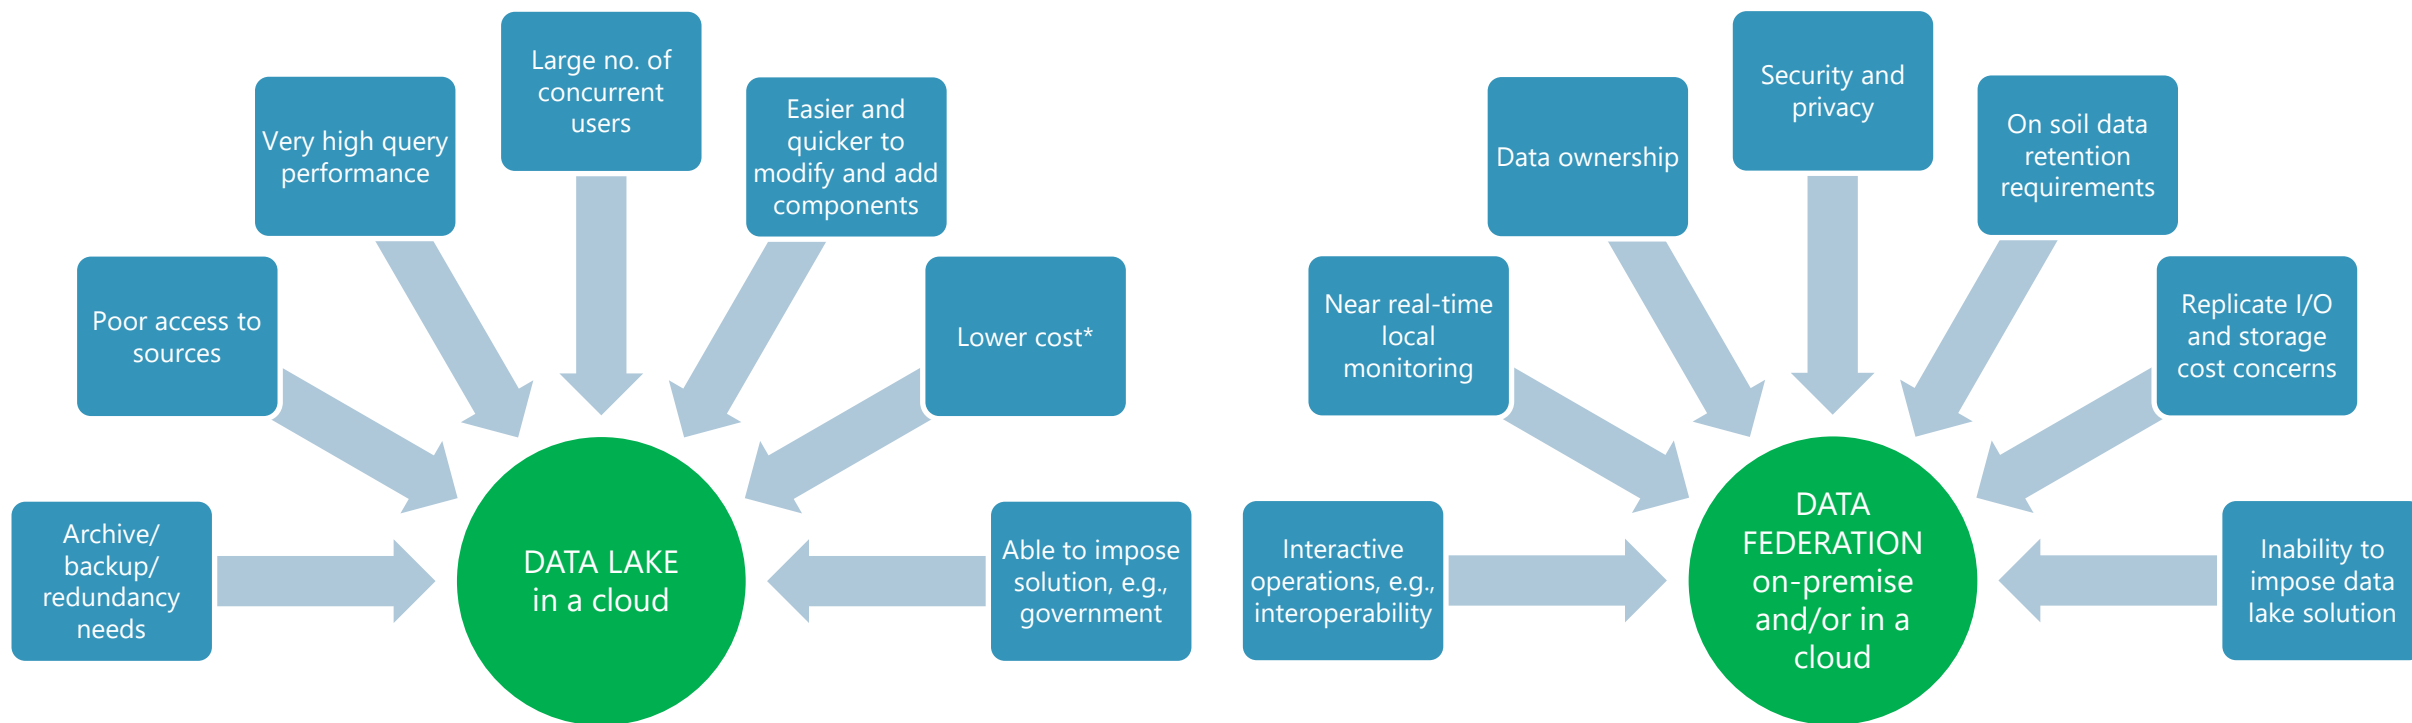 Archive/
backup/
redundancy
needs
Poor access to
sources
Very high query
performance
Large no. of
concurrent
users
Easier and
quicker to
modify and add
components
Lower cost*
Able to impose
solution, e.g.,
government
DATA LAKE
in a cloud
Interactive
operations, e.g.,
interoperability
Near real-time
local
monitoring
Data ownership
Security and
privacy
On soil data
retention
requirements
Replicate I/O
and storage
cost concerns
Inability to
impose data
lake solution
DATA
FEDERATION
on-premise
and/or in a
cloud